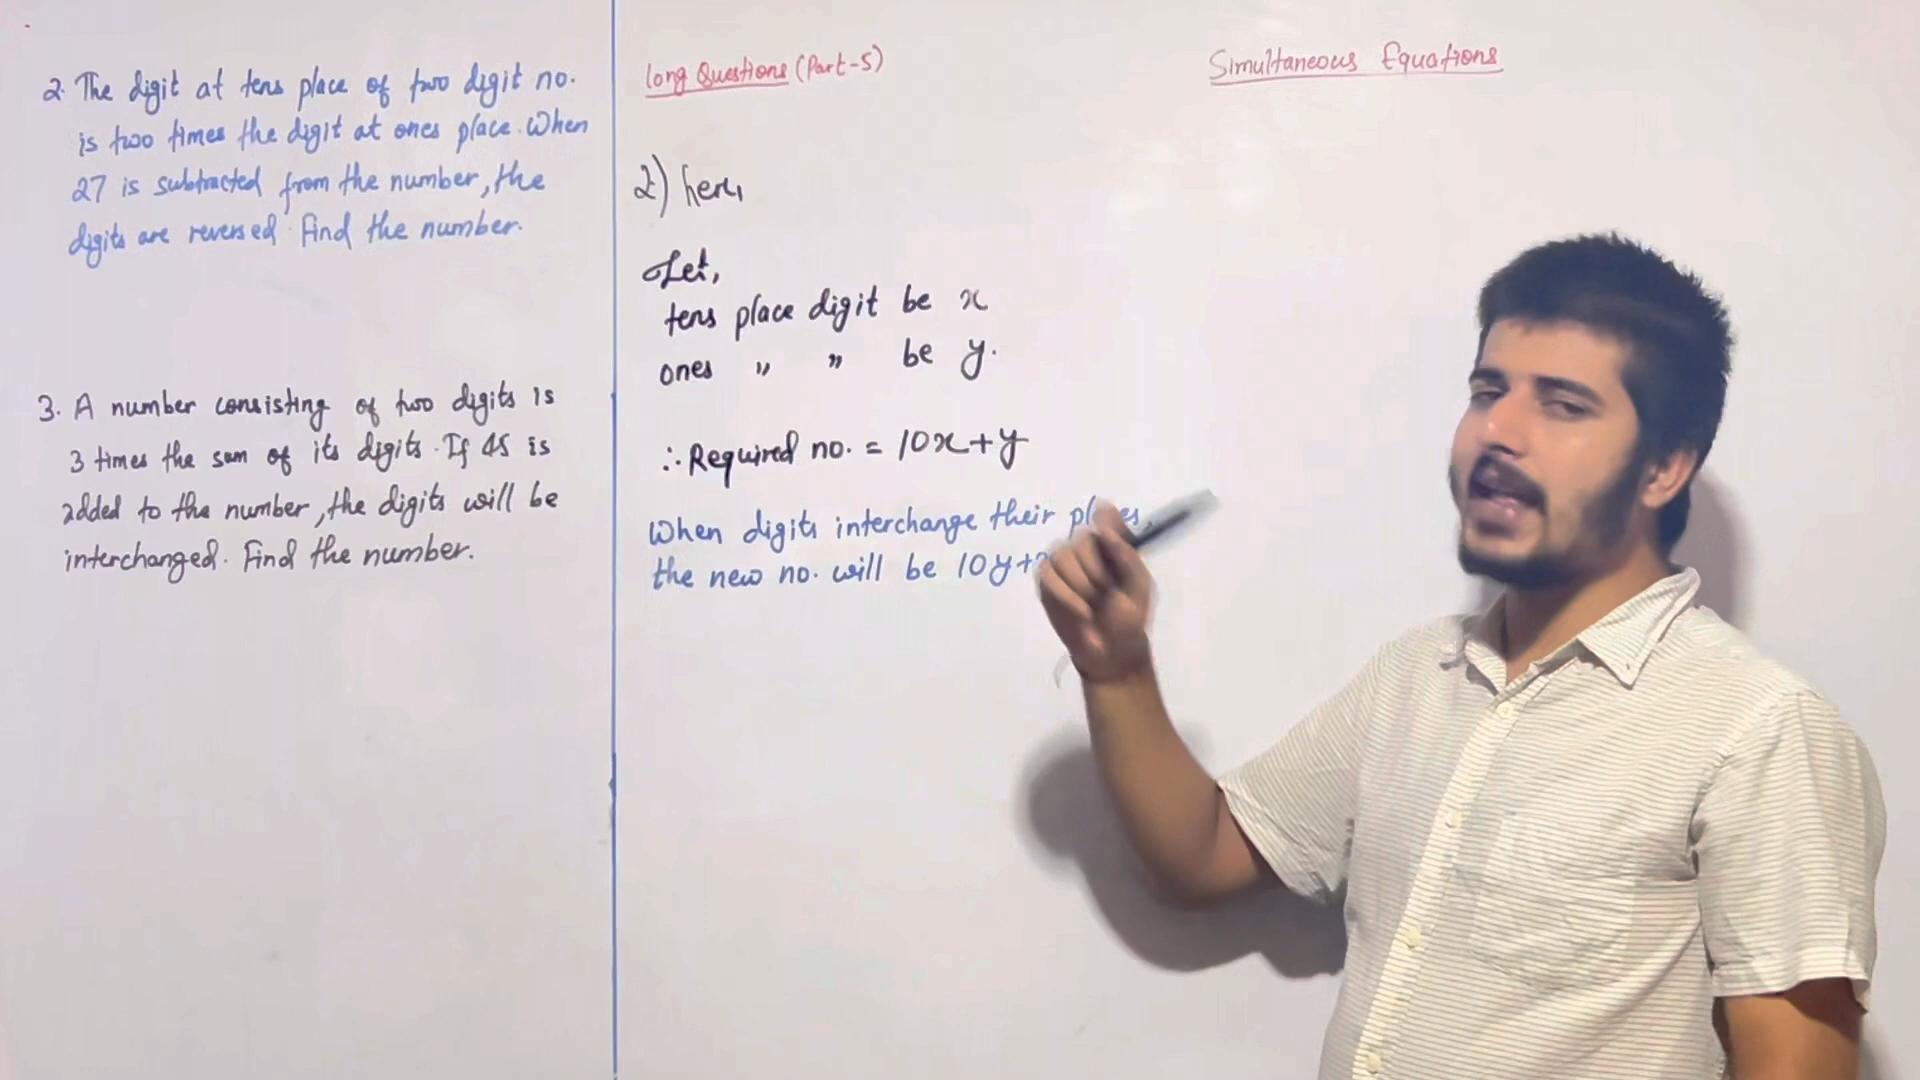 2. The digit at tens place of two digit no.
is two times the digit at ones place. When
27 is subtracted from the number, the
digits are reversed. Find the number.
3. A number consisting of two digits is
3 times the sum of its digits. If 45 is
added to the number, the digits will be
interchanged. Find the number.
Long Questions (Part-5)
Simultaneous Equations
2) here,
Let,
tens place digit be x
ones " " be y.
∴ Required no. = 10x+y
When digits interchange their places,
the new no. will be 10y+